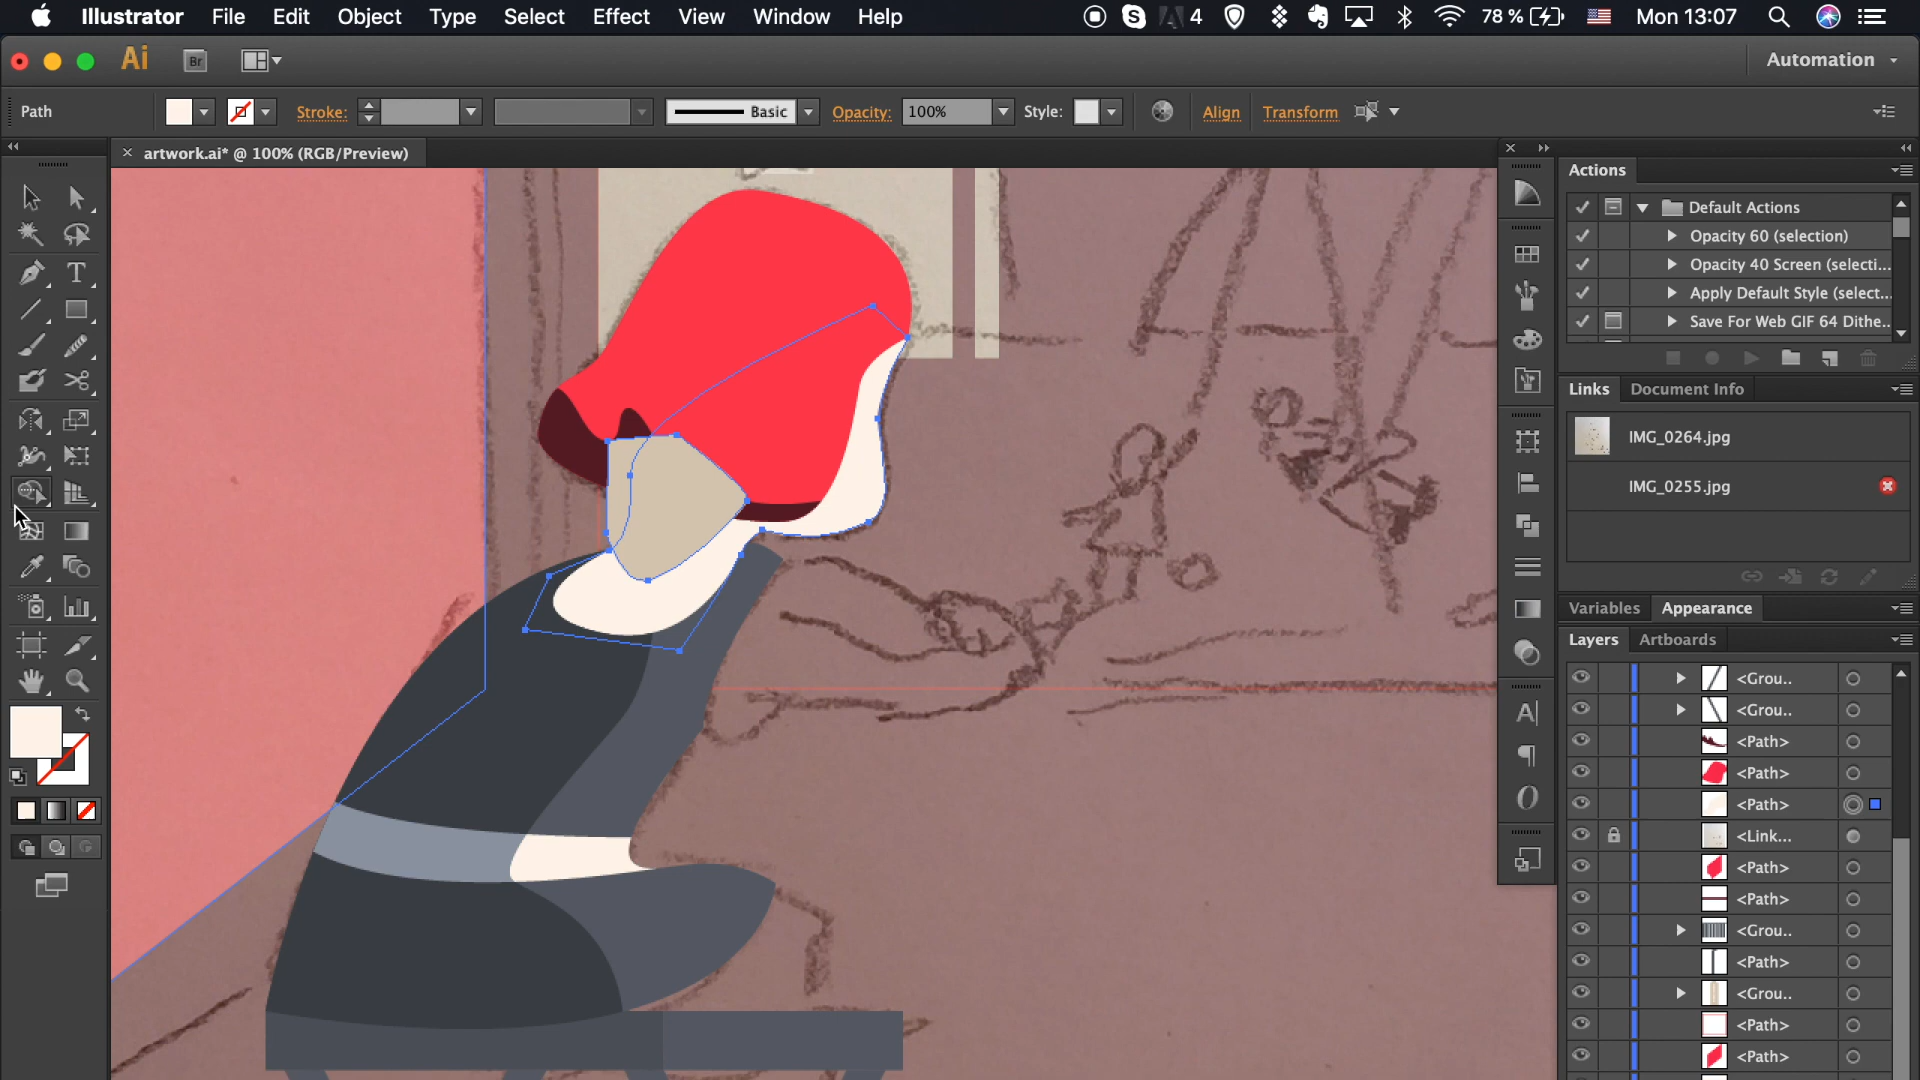 Illustrator File Edit Object Type Select Effect View Window Help 4 78 % Mon 13:07
Ai Br Automation
Path Stroke: Basic Opacity: 100% Style: Align Transform
artwork.ai* @ 100% (RGB/Preview)
Actions
Default Actions
Opacity 60 (selection)
Opacity 40 Screen (selecti...
Apply Default Style (select...
Save For Web GIF 64 Dithe..
Links Document Info
IMG_0264.jpg
IMG_0255.jpg
Variables Appearance
Layers Artboards
<Grou..
<Grou..
<Path>
<Path>
<Path>
<Link...
<Path>
<Path>
<Grou..
<Path>
<Grou..
<Path>
<Path>